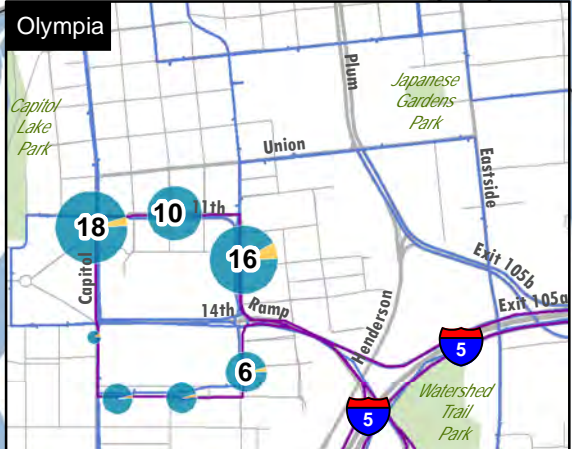 Olympia
Capitol
Lake
Park
Plum
Japanese
Gardens
Park
Union
Eastside
11th
10
18
16
Capitol
Exit 105b
Exit 105a
14th
Ramp
Henderson
5
6
Watershed
Trail
Park
5